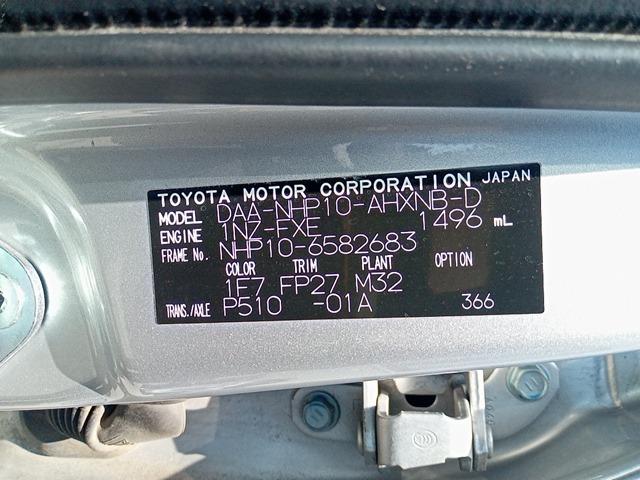 TOYOTA MOTOR CORPORATION JAPAN
MODEL DAA-NHP10-AHXNB-D
ENGINE 1NZ-FXE 1496 mL
FRAME No. NHP10-6582683
COLOR TRIM PLANT OPTION
1F7 FP27 M32
TRANS./AXLE P510 -01A 366